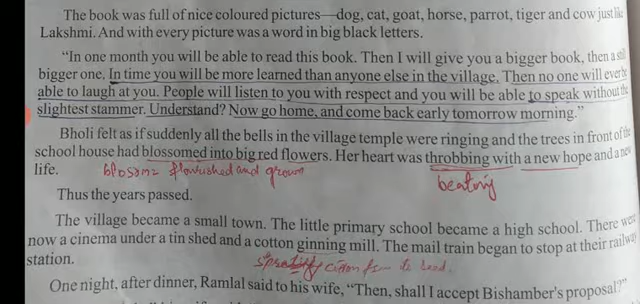 The book was full of nice coloured pictures—dog, cat, goat, horse, parrot, tiger and cow just like
Lakshmi. And with every picture was a word in big black letters.
"In one month you will be able to read this book. Then I will give you a bigger book, then a still
bigger one. In time you will be more learned than anyone else in the village. Then no one will ever be
able to laugh at you. People will listen to you with respect and you will be able to speak without the
slightest stammer. Understand? Now go home, and come back early tomorrow morning."
Bholi felt as if suddenly all the bells in the village temple were ringing and the trees in front of the
school house had blossomed into big red flowers. Her heart was throbbing with a new hope and a new
life.
blosom= flourished and grown
beating
Thus the years passed.
The village became a small town. The little primary school became a high school. There were
now a cinema under a tin shed and a cotton ginning mill. The mail train began to stop at their railway
station.
cotton from its seed.
One night, after dinner, Ramlal said to his wife, "Then, shall I accept Bishamber's proposal?"